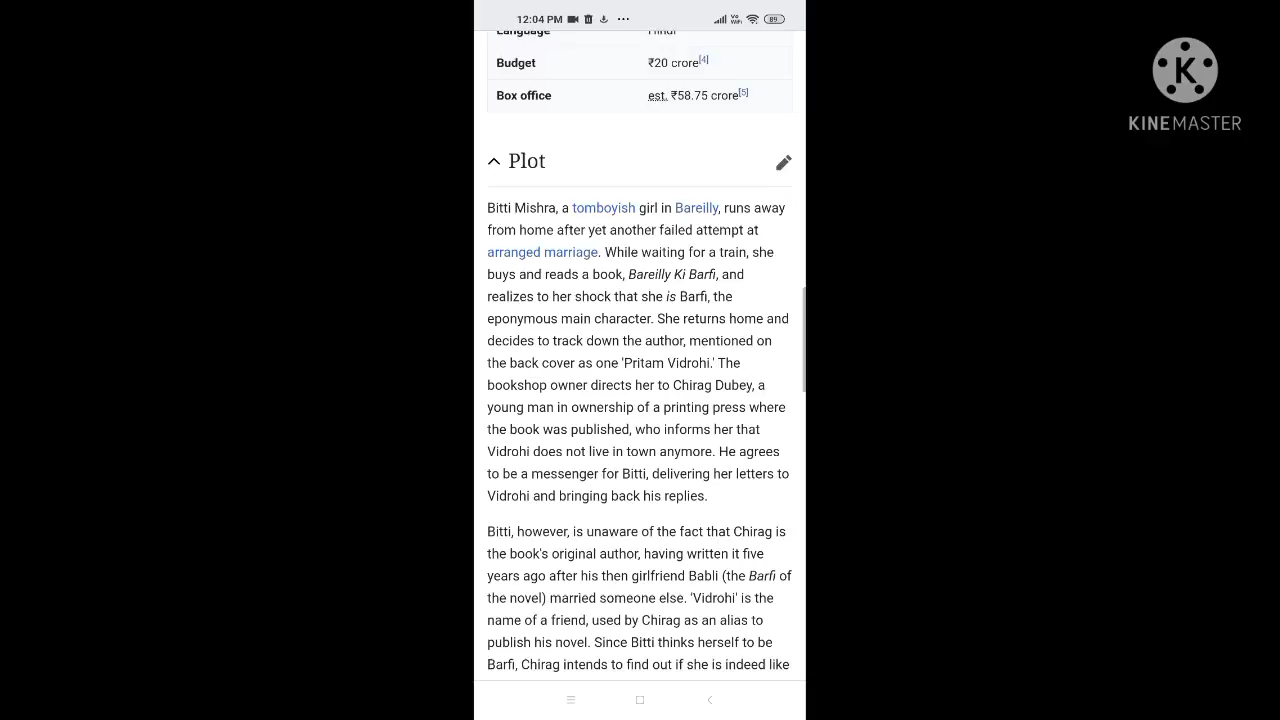 12:04 PM ... Vo WiFi 89
Language Hindi
Budget ₹20 crore[4]
Box office est. ₹58.75 crore[5]
Plot
Bitti Mishra, a tomboyish girl in Bareilly, runs away
from home after yet another failed attempt at
arranged marriage. While waiting for a train, she
buys and reads a book, Bareilly Ki Barfi, and
realizes to her shock that she is Barfi, the
eponymous main character. She returns home and
decides to track down the author, mentioned on
the back cover as one 'Pritam Vidrohi.' The
bookshop owner directs her to Chirag Dubey, a
young man in ownership of a printing press where
the book was published, who informs her that
Vidrohi does not live in town anymore. He agrees
to be a messenger for Bitti, delivering her letters to
Vidrohi and bringing back his replies.
Bitti, however, is unaware of the fact that Chirag is
the book's original author, having written it five
years ago after his then girlfriend Babli (the Barfi of
the novel) married someone else. 'Vidrohi' is the
name of a friend, used by Chirag as an alias to
publish his novel. Since Bitti thinks herself to be
Barfi, Chirag intends to find out if she is indeed like
K
KINEMASTER